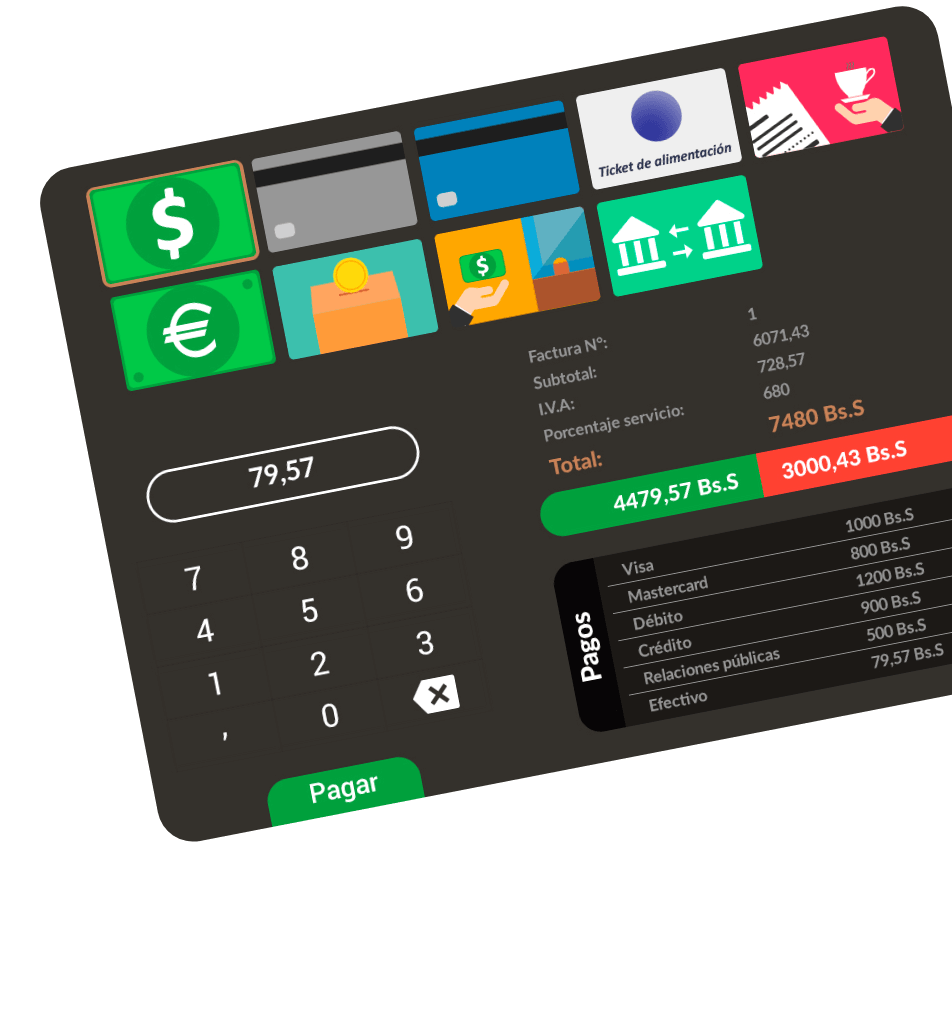 $
Ticket de alimentación
€
$
Factura N°: 1
Subtotal: 6071,43
I.V.A: 728,57
Porcentaje servicio: 680
Total: 7480 Bs.S
4479,57 Bs.S 3000,43 Bs.S
79,57
7 8 9
4 5 6
1 2 3
, 0
Pagar
Pagos
Visa 1000 Bs.S
Mastercard 800 Bs.S
Débito 1200 Bs.S
Crédito 900 Bs.S
Relaciones públicas 500 Bs.S
Efectivo 79,57 Bs.S